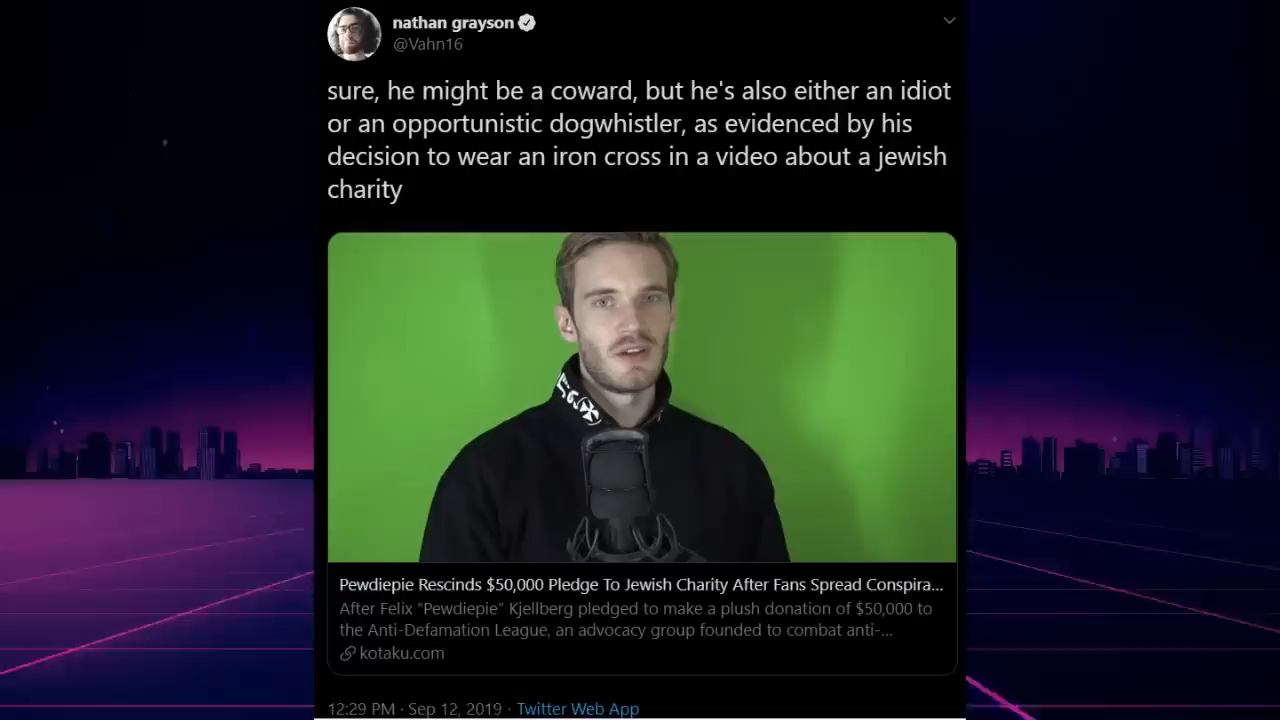 nathan grayson
@Vahn16
sure, he might be a coward, but he's also either an idiot
or an opportunistic dogwhistler, as evidenced by his
decision to wear an iron cross in a video about a jewish
charity
Pewdiepie Rescinds $50,000 Pledge To Jewish Charity After Fans Spread Conspira...
After Felix "Pewdiepie" Kjellberg pledged to make a plush donation of $50,000 to
the Anti-Defamation League, an advocacy group founded to combat anti-...
kotaku.com
12:29 PM · Sep 12, 2019 · Twitter Web App